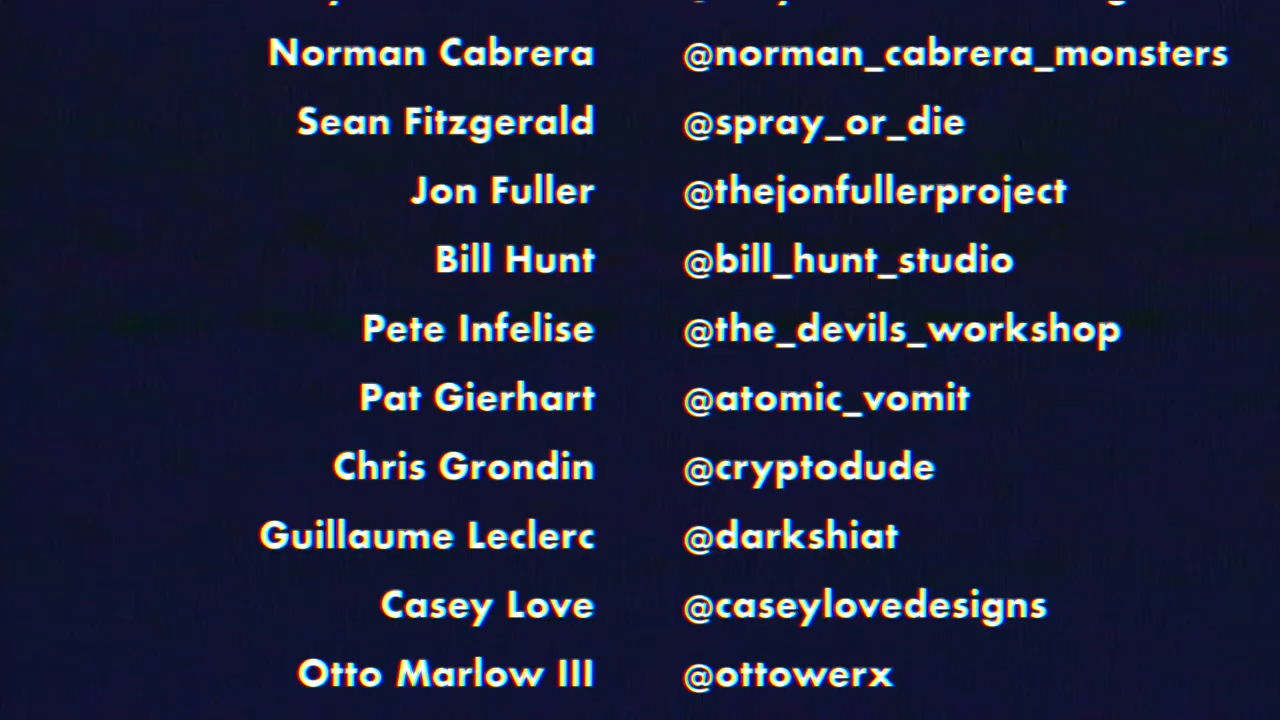 Norman Cabrera @norman_cabrera_monsters
Sean Fitzgerald @spray_or_die
Jon Fuller @thejonfullerproject
Bill Hunt @bill_hunt_studio
Pete Infelise @the_devils_workshop
Pat Gierhart @atomic_vomit
Chris Grondin @cryptodude
Guillaume Leclerc @darkshiat
Casey Love @caseylovedesigns
Otto Marlow III @ottowerx